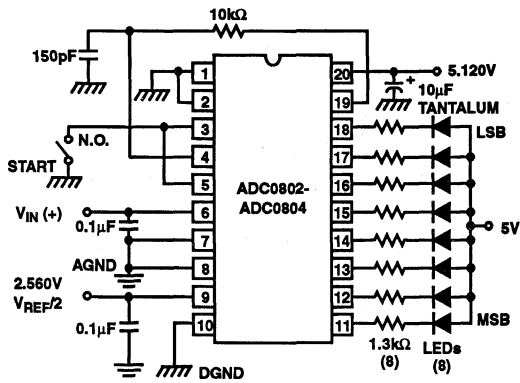 10kΩ
150pF
1
20
5.120V
2
19
+
10μF
TANTALUM
N.O.
3
18
LSB
START
4
17
5
16
ADC0802-
ADC0804
VIN (+)
6
15
0.1μF
5V
7
14
AGND
8
13
2.560V
VREF/2
9
12
0.1μF
10
11
MSB
1.3kΩ
(8)
LEDs
(8)
DGND